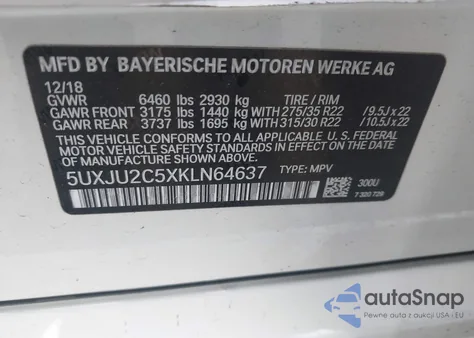 MFD BY BAYERISCHE MOTOREN WERKE AG
12/18
GVWR 6460 lbs 2930 kg TIRE / RIM
GAWR FRONT 3175 lbs 1440 kg WITH 275/35 R22 / 9.5J x 22
GAWR REAR 3737 lbs 1695 kg WITH 315/30 R22 / 10.5J x 22
THIS VEHICLE CONFORMS TO ALL APPLICABLE
U.S. FEDERAL MOTOR VEHICLE SAFETY STANDARDS
IN EFFECT ON THE DATE OF MANUFACTURE SHOWN ABOVE.
5UXJU2C5XKLN64637 TYPE: MPV
300U
7 320 729
autoSnap
Pewne auta z aukcji USA i EU